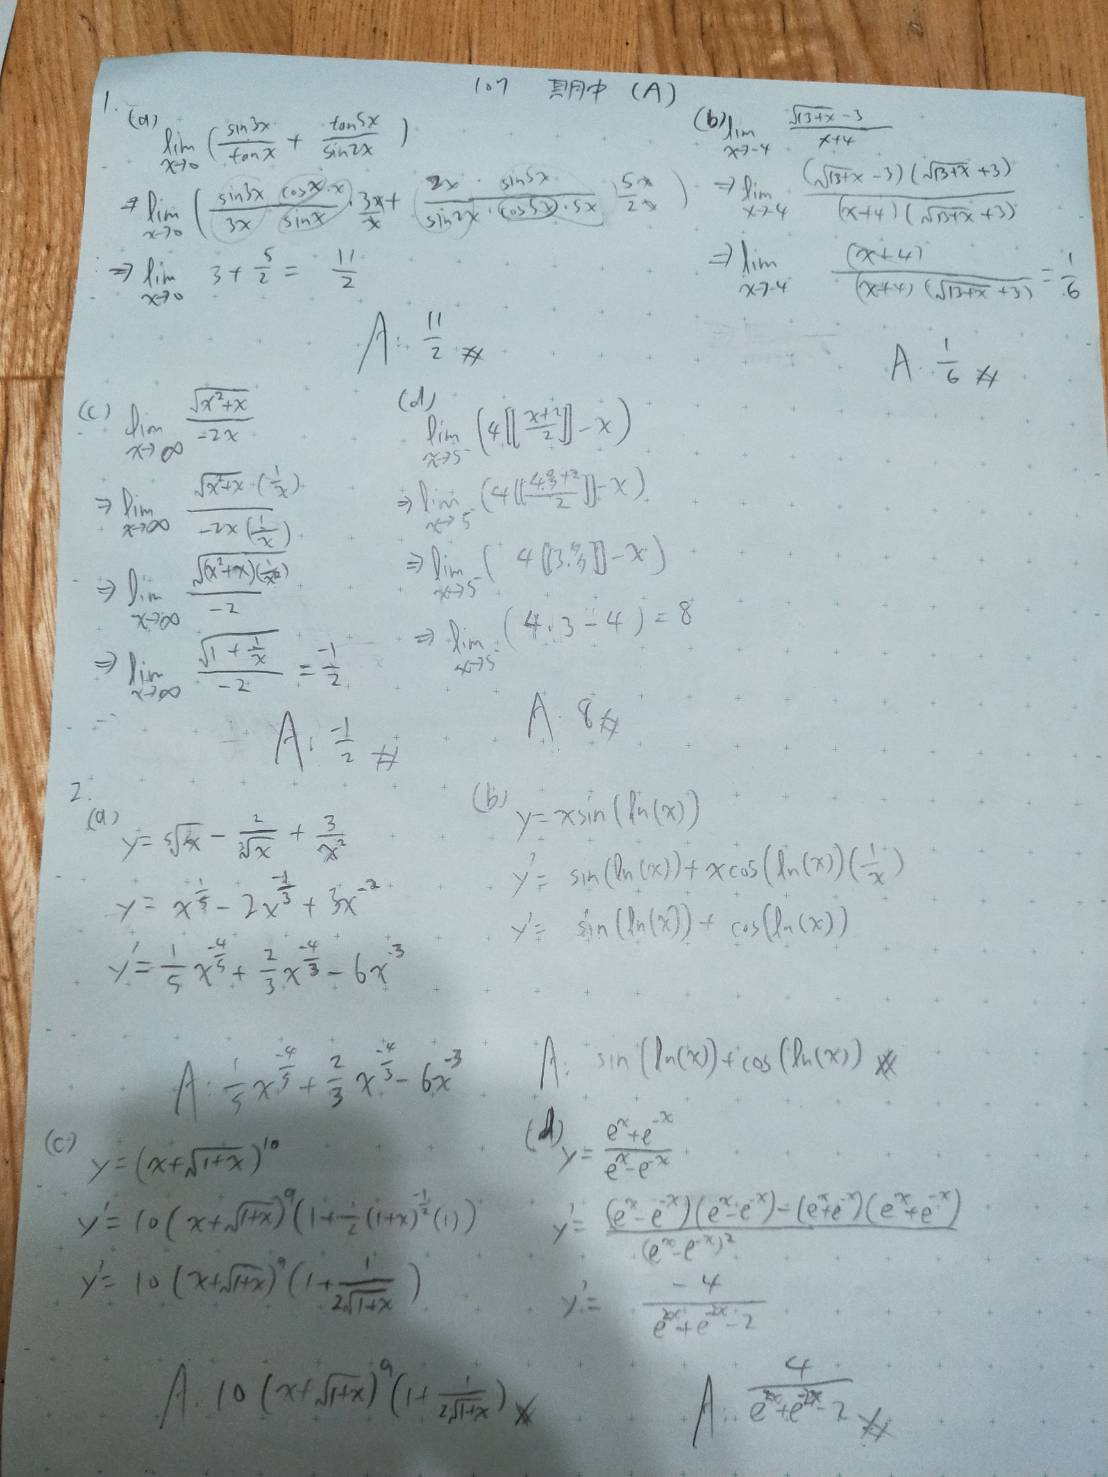 107 期中 (A)
1.
(a) lim x→0 (sin3x/tanx + tan5x/sin2x)
⇒ lim x→0 (sin3x cosx·x/3x sinx · 3x/x + 2x·sin5x/sin2x·cos5x·5x · 5x/2x)
⇒ lim x→0 3 + 5/2 = 11/2
A: 11/2 #
(b) lim x→-4 √13+x -3/x+4
⇒ lim x→-4 (√13+x -3)(√13+x +3)/(x+4)(√13+x +3)
⇒ lim x→-4 (x+4)/(x+4)(√13+x +3) = 1/6
A 1/6 #
(c) lim x→∞ √x²+x/-2x
⇒ lim x→∞ √x²+x·(1/x)/-2x(1/x)
⇒ lim x→∞ √(x²+x)(1/x²)/-2
⇒ lim x→∞ √1+1/x/-2 = -1/2
A: -1/2 #
(d) lim x→5⁻ (4[[x+2/2]]-x)
⇒ lim x→5⁻ (4[[/2]]-x)
⇒ lim x→5⁻ (4[[3.]]-x)
⇒ lim x→5⁻ (4·3-4) = 8
A: 8 #
2.
(a) y= ⁵√x - 2/³√x + 3/x²
y= x^1/5 - 2x^-1/3 + 3x^-2
y'= 1/5 x^-4/5 + 2/3 x^-4/3 - 6x^-3
A: 1/5 x^-4/5 + 2/3 x^-4/3 - 6x^-3
(b) y= xsin(ln(x))
y'= sin(ln(x))+xcos(ln(x))(1/x)
y'= sin(ln(x))+cos(ln(x))
A: sin(ln(x))+cos(ln(x)) #
(c) y=(x+√1+x)^10
y'=10(x+√1+x)^9(1+1/2(1+x)^-1/2(1))
y'=10(x+√1+x)^9(1+1/2√1+x)
A: 10(x+√1+x)^9(1+1/2√1+x) #
(d) y= e^x+e^-x/e^x-e^-x
y'= (e^x-e^-x)(e^x-e^-x)-(e^x+e^-x)(e^x+e^-x)/(e^x-e^-x)²
y'= -4/e^2x+e^-2x-2
A: 4/e^2x+e^-2x-2 #